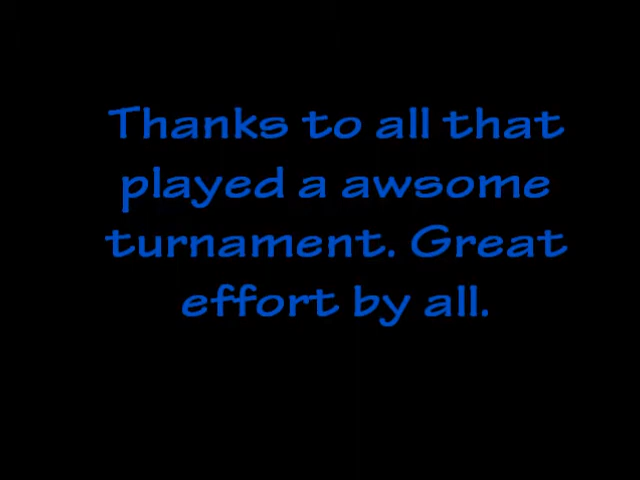 Thanks to all that
played a awsome
turnament. Great
effort by all.